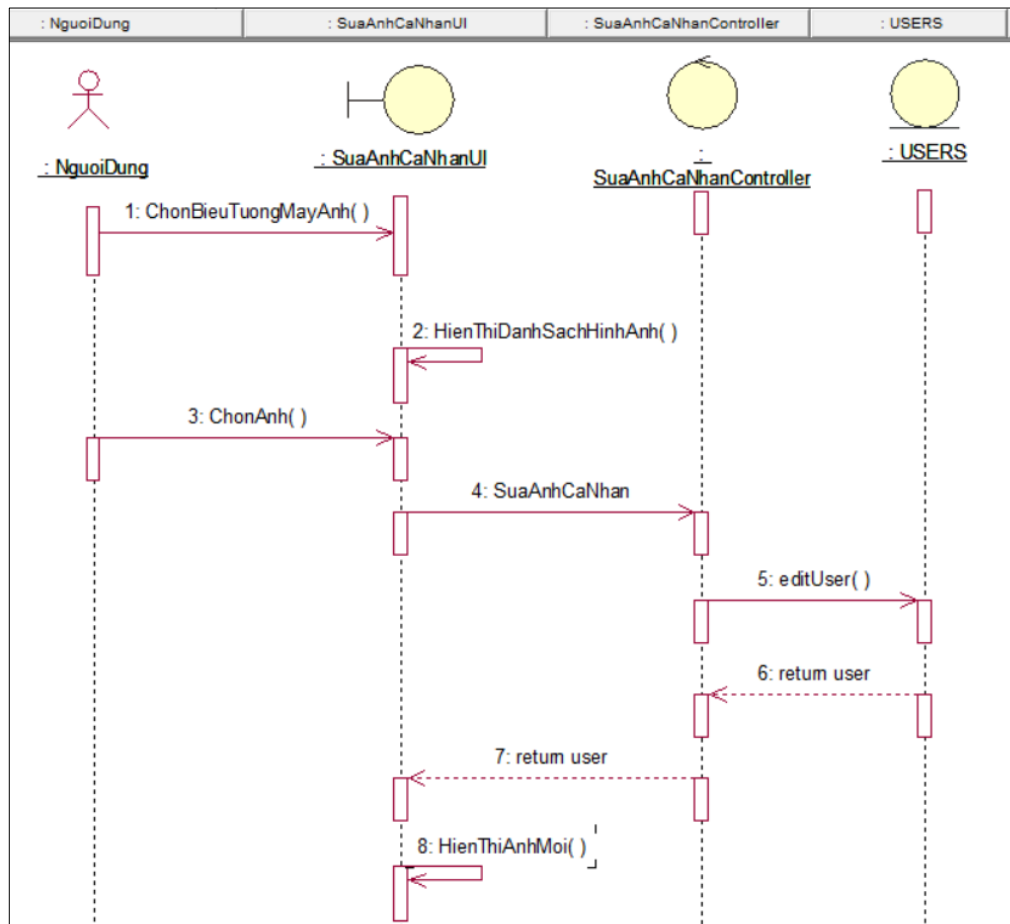 : NguoiDung
: SuaAnhCaNhanUI
: SuaAnhCaNhanController
: USERS
: NguoiDung
: SuaAnhCaNhanUI
:
SuaAnhCaNhanController
: USERS
1: ChonBieuTuongMayAnh( )
2: HienThiDanhSachHinhAnh( )
3: ChonAnh( )
4: SuaAnhCaNhan
5: editUser( )
6: return user
7: return user
8: HienThiAnhMoi( )